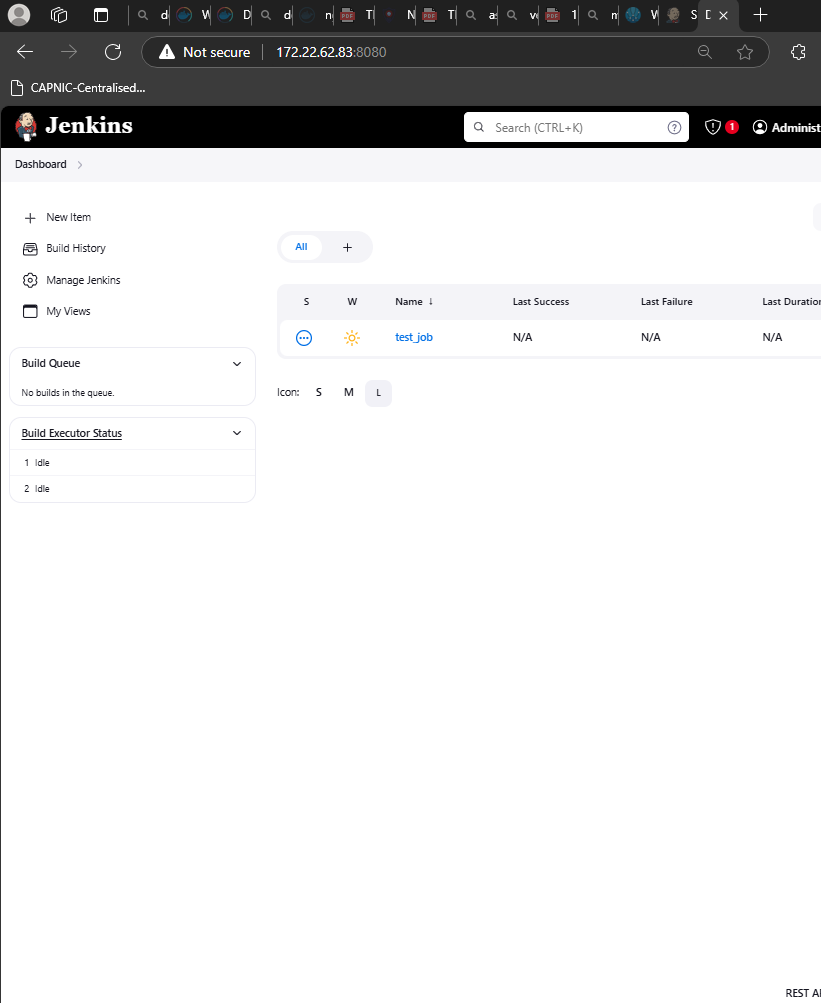 Not secure 172.22.62.83:8080
CAPNIC-Centralised...
Jenkins
Search (CTRL+K)
1
Administ
Dashboard
New Item
Build History
Manage Jenkins
My Views
Build Queue
No builds in the queue.
Build Executor Status
1 Idle
2 Idle
All
S W Name ↓ Last Success Last Failure Last Duration
test_job N/A N/A N/A
Icon: S M L
REST A